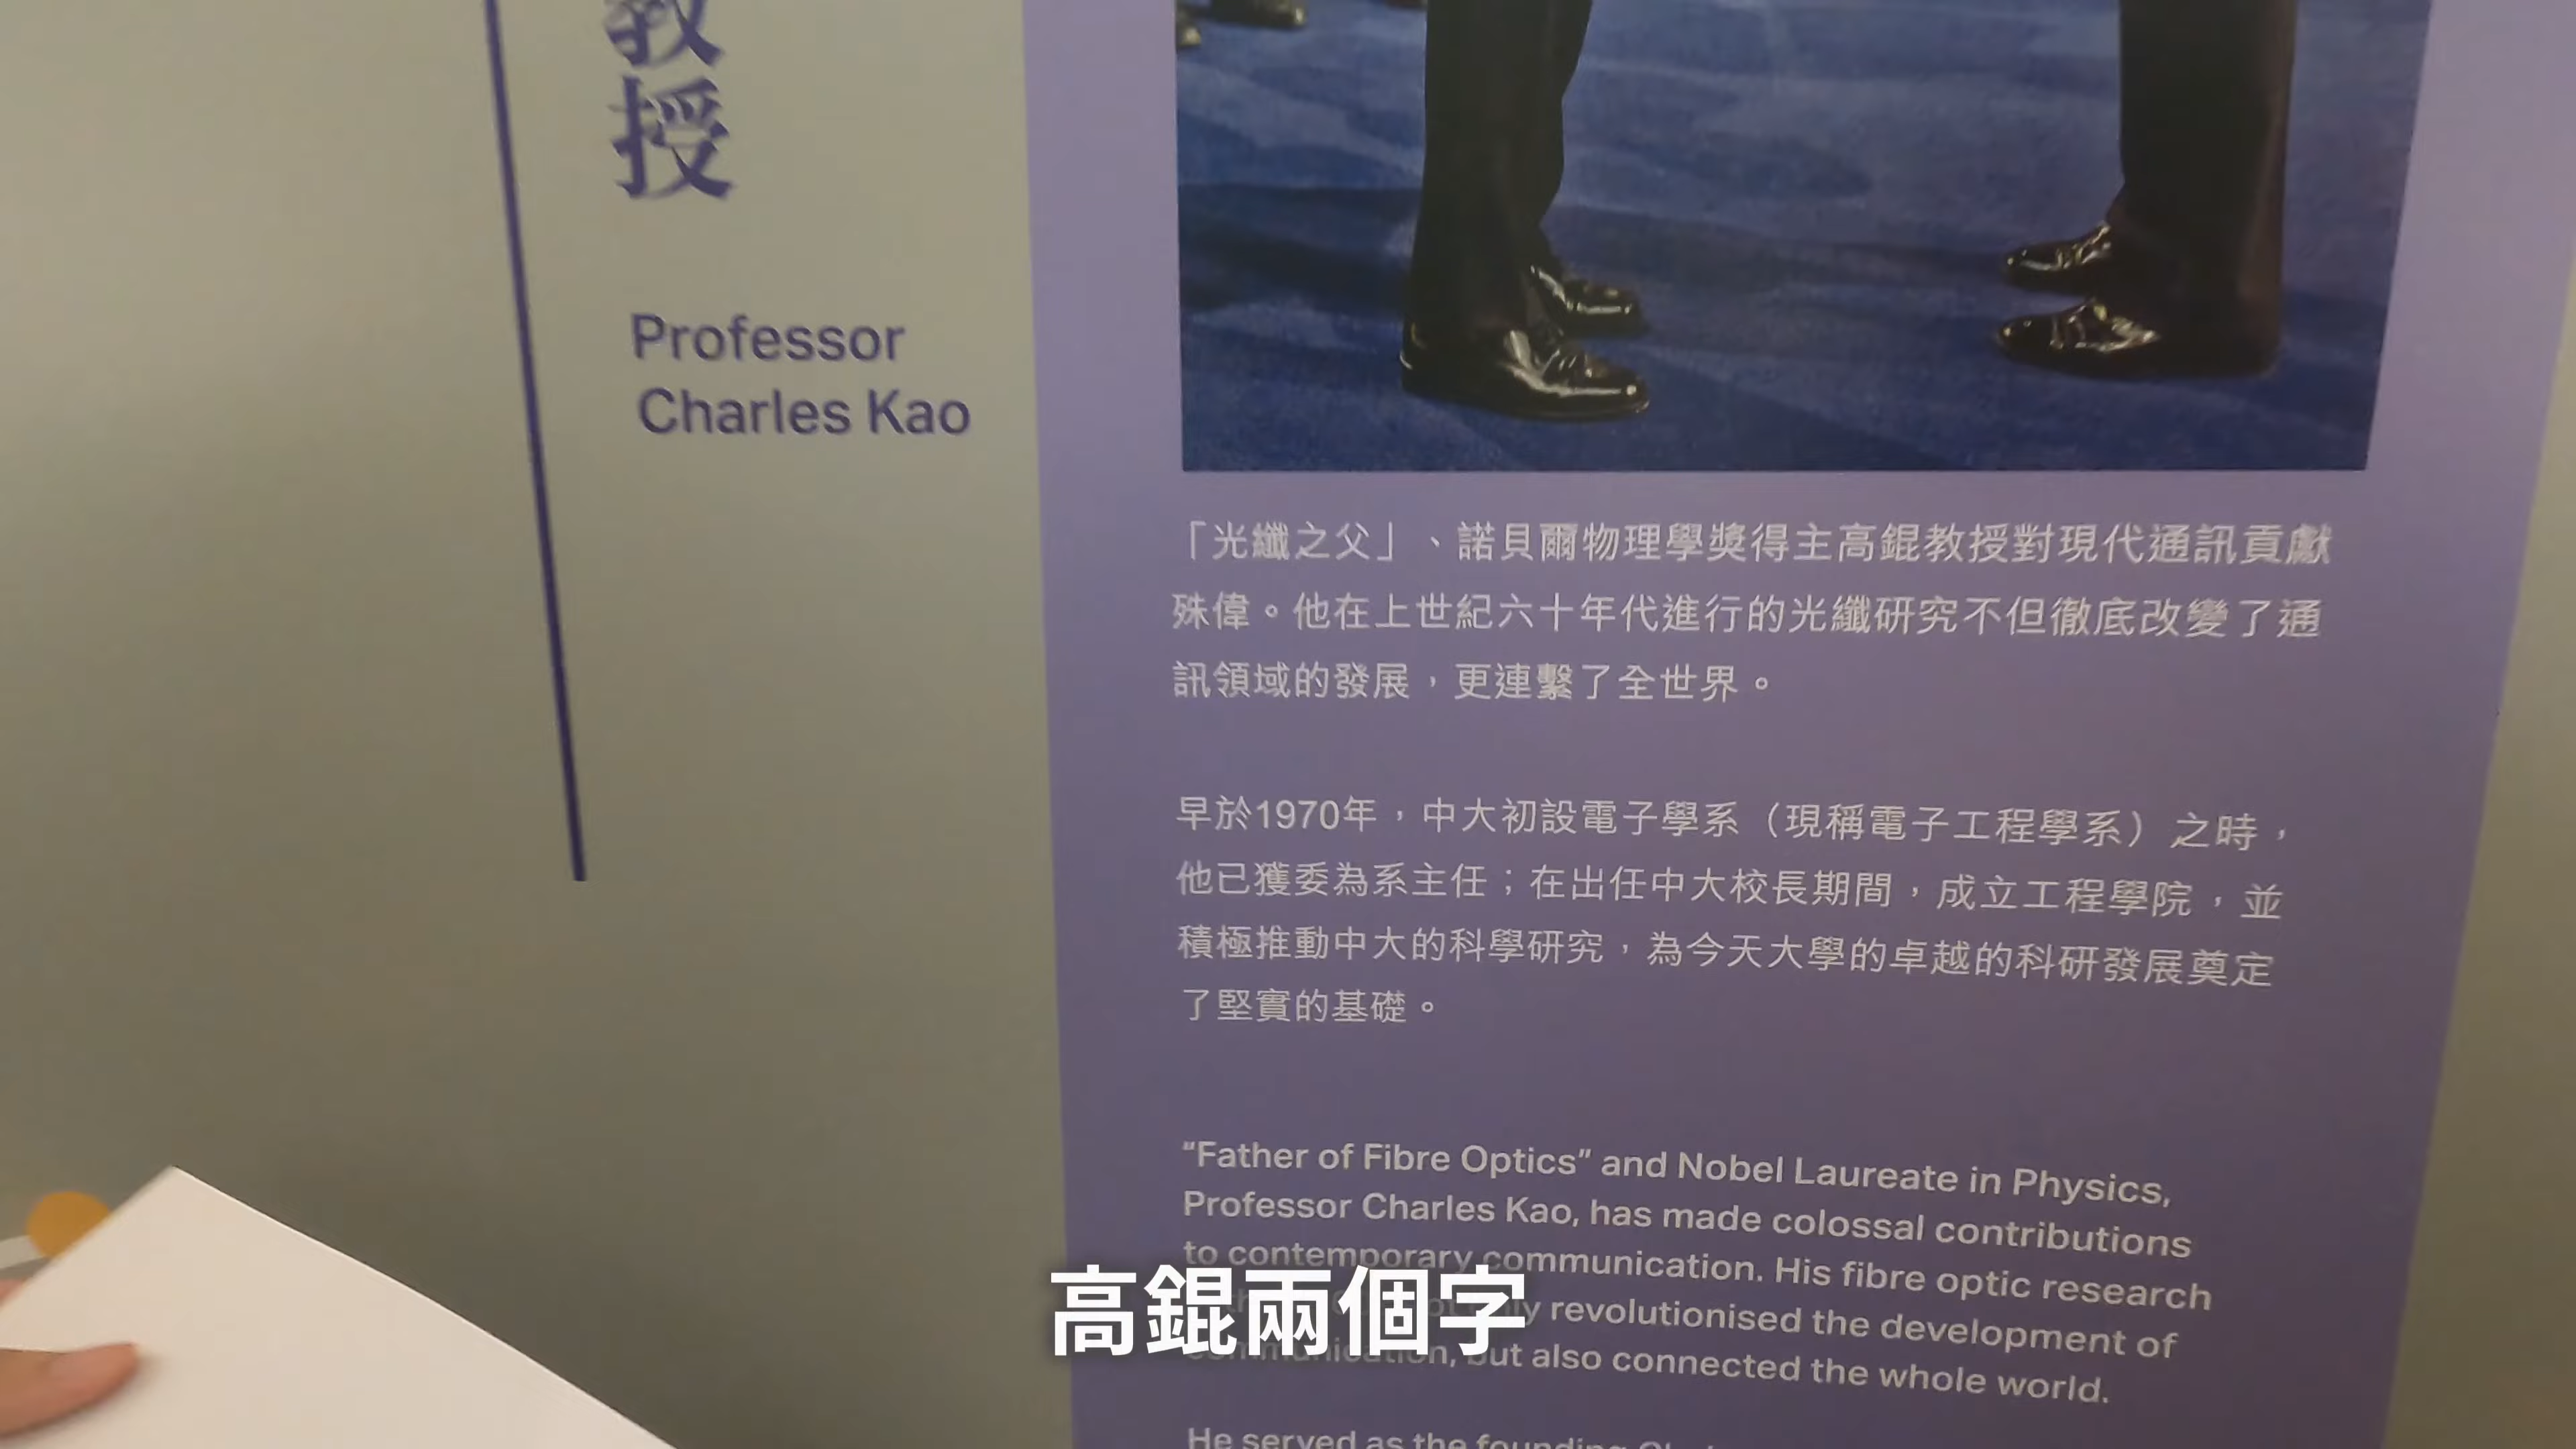 教授
Professor
Charles Kao
「光纖之父」、諾貝爾物理學獎得主高錕教授對現代通訊貢獻
殊偉。他在上世紀六十年代進行的光纖研究不但徹底改變了通
訊領域的發展，更連繫了全世界。
早於1970年，中大初設電子學系（現稱電子工程學系）之時，
他已獲委為系主任；在出任中大校長期間，成立工程學院，並
積極推動中大的科學研究，為今天大學的卓越的科研發展奠定
了堅實的基礎。
“Father of Fibre Optics” and Nobel Laureate in Physics,
Professor Charles Kao, has made colossal contributions
to contemporary communication. His fibre optic research
revolutionised the development of
communication, but also connected the whole world.
He served as the founding
高錕兩個字